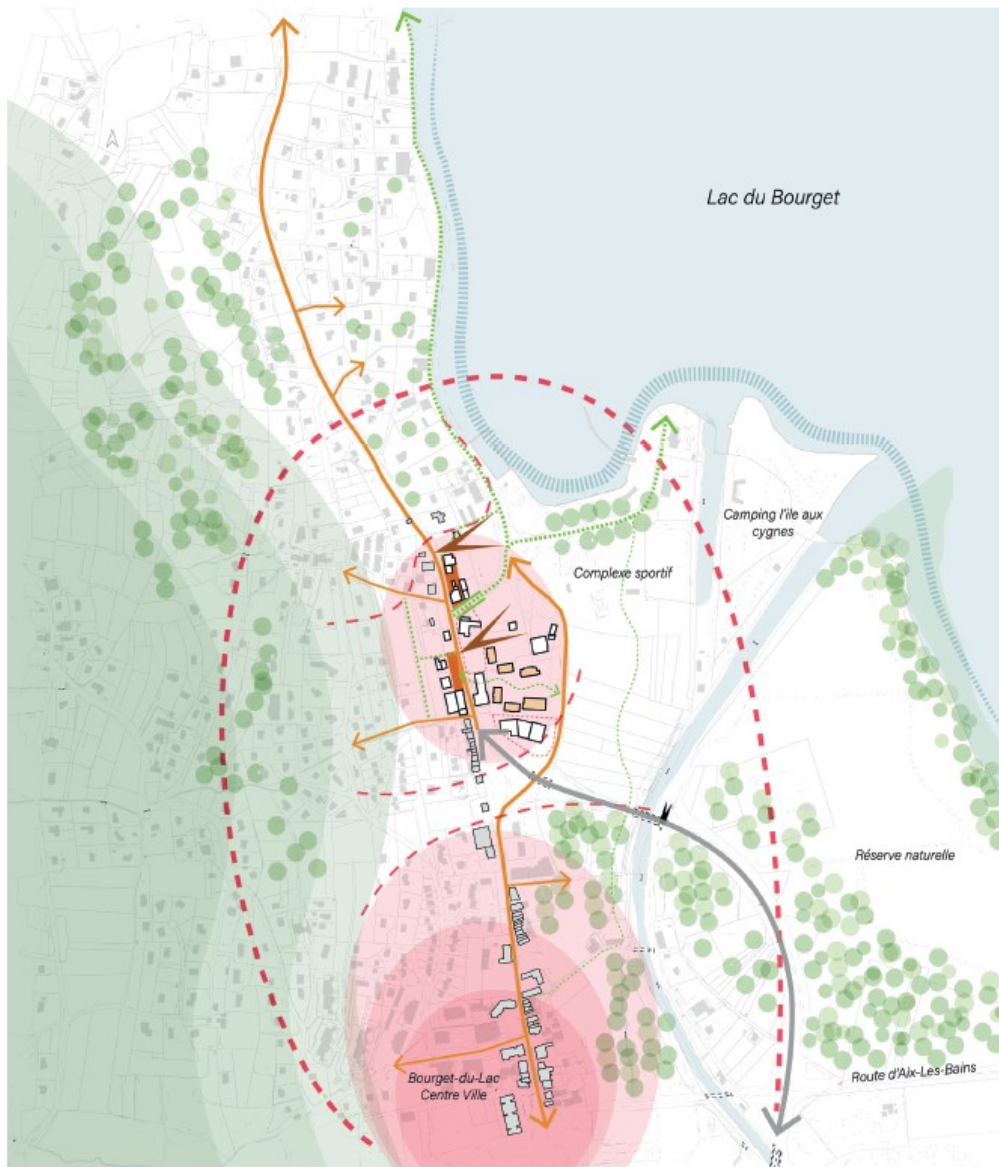 Lac du Bourget
Camping l'ile aux
cygnes
Complexe sportif
Réserve naturelle
Route d'Aix-Les-Bains
Bourget-du-Lac
Centre Ville